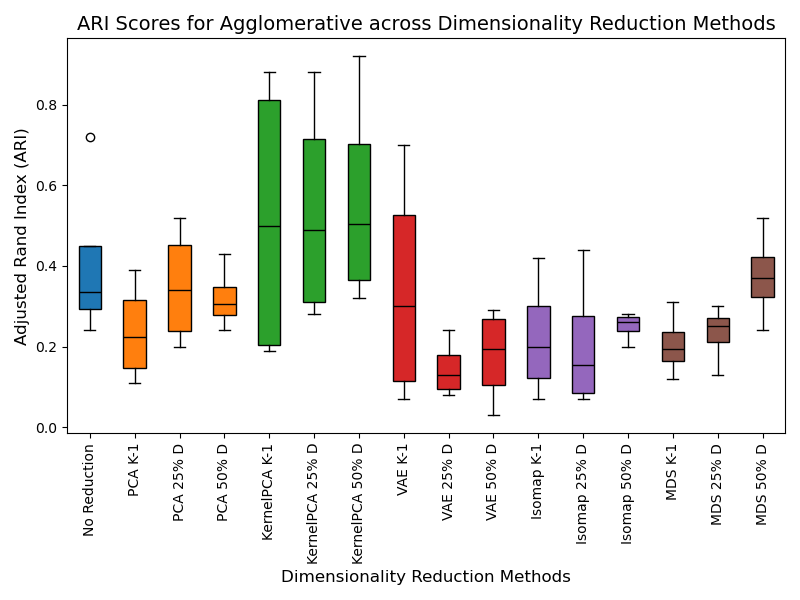 ARI Scores for Agglomerative across Dimensionality Reduction Methods
Adjusted Rand Index (ARI)
0.8
0.6
0.4
0.2
0.0
No Reduction
PCA K-1
PCA 25% D
PCA 50% D
KernelPCA K-1
KernelPCA 25% D
KernelPCA 50% D
VAE K-1
VAE 25% D
VAE 50% D
Isomap K-1
Isomap 25% D
Isomap 50% D
MDS K-1
MDS 25% D
MDS 50% D
Dimensionality Reduction Methods